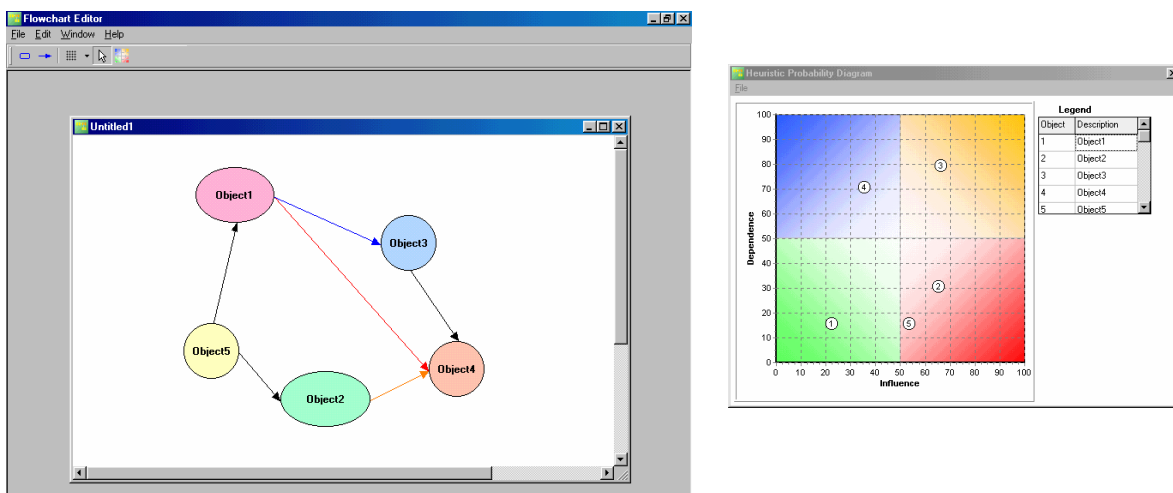 Flowchart Editor
File Edit Window Help
Untitled1
Object1
Object3
Object5
Object4
Object2
Heuristic Probability Diagram
File
Legend
Object Description
1 Object1
2 Object2
3 Object3
4 Object4
5 Object5
Dependence
100
90
80
70
60
50
40
30
20
10
0
3
4
2
1
5
0 10 20 30 40 50 60 70 80 90 100
Influence